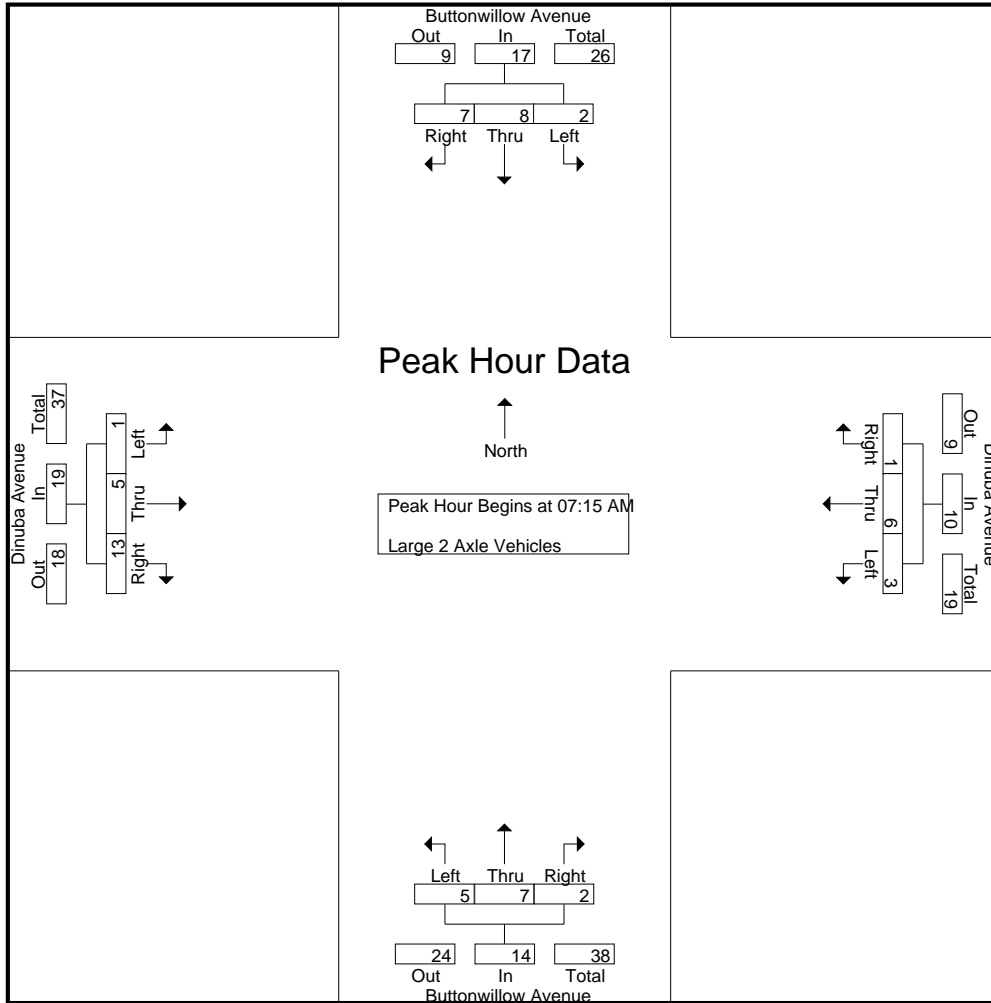 Buttonwillow Avenue
Out In Total
9 17 26
7 8 2
Right Thru Left
Peak Hour Data
North
Peak Hour Begins at 07:15 AM
Large 2 Axle Vehicles
Dinuba Avenue
Out In Total
18 19 37
1 5 13
Left Thru Right
Dinuba Avenue
Out In Total
9 10 19
1 6 3
Right Thru Left
Left Thru Right
5 7 2
24 14 38
Out In Total
Buttonwillow Avenue